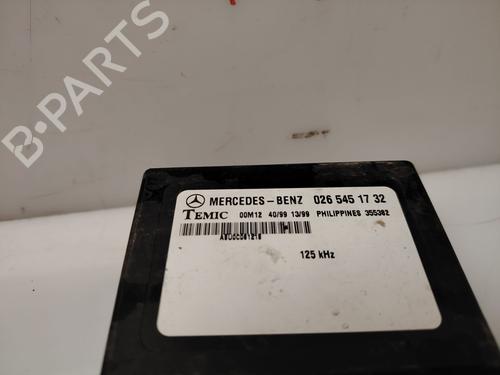 B-PARTS
MERCEDES-BENZ 026 545 17 32
TEMIC 00M12 40/99 13/99 PHILIPPINES 355382
125 kHz